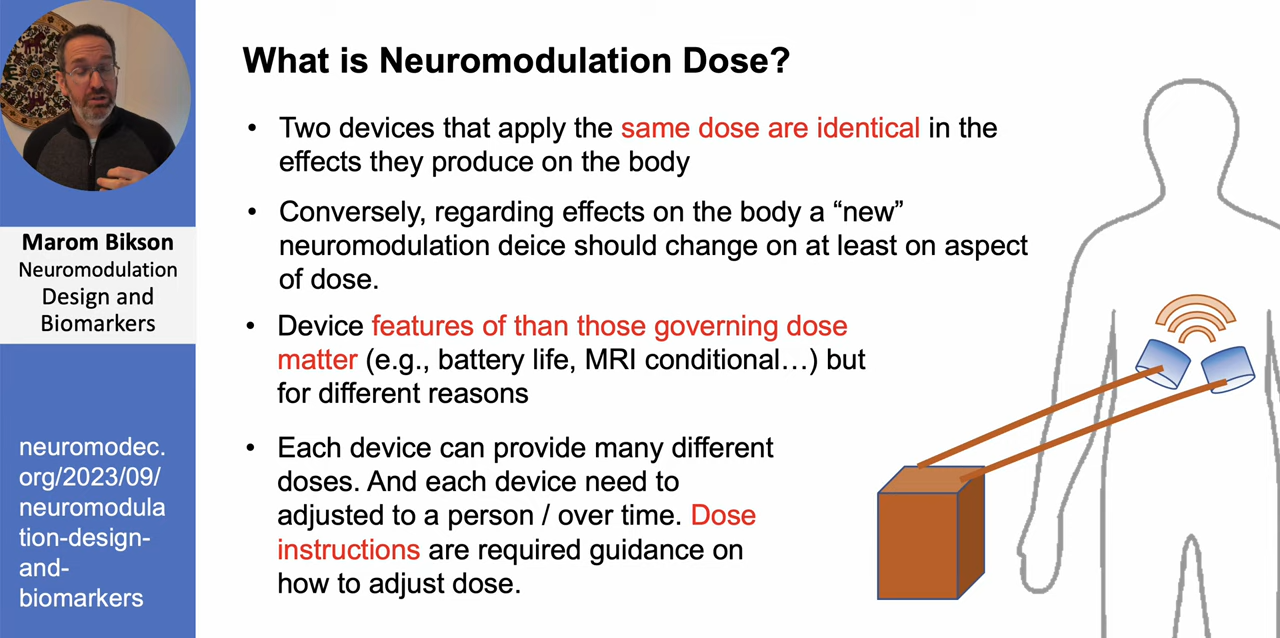 What is Neuromodulation Dose?
• Two devices that apply the same dose are identical in the
effects they produce on the body
• Conversely, regarding effects on the body a “new”
neuromodulation deice should change on at least on aspect
of dose.
• Device features of than those governing dose
matter (e.g., battery life, MRI conditional…) but
for different reasons
• Each device can provide many different
doses. And each device need to
adjusted to a person / over time. Dose
instructions are required guidance on
how to adjust dose.
Marom Bikson
Neuromodulation
Design and
Biomarkers
neuromodec.
org/2023/09/
neuromodula
tion-design-
and-
biomarkers